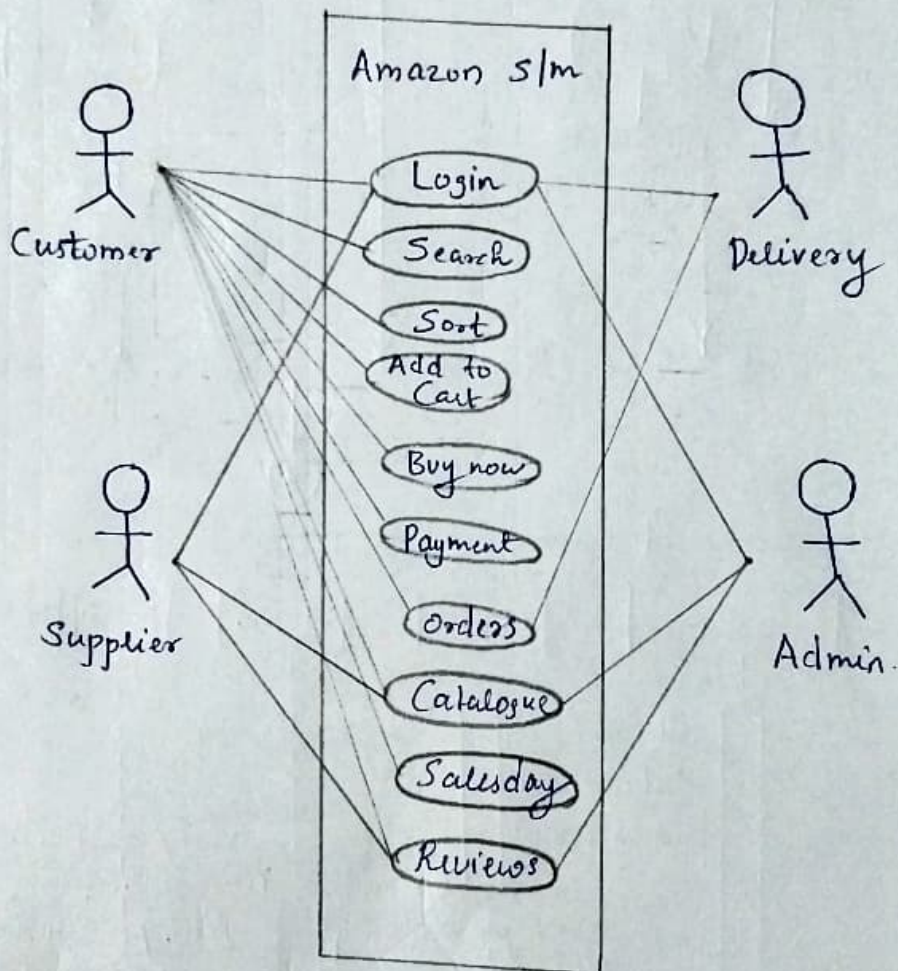 Amazon s/m
Customer
Delivery
Login
Search
Sort
Add to
Cart
Buy now
Payment
Orders
Supplier
Admin.
Catalogue
Salesday
Reviews